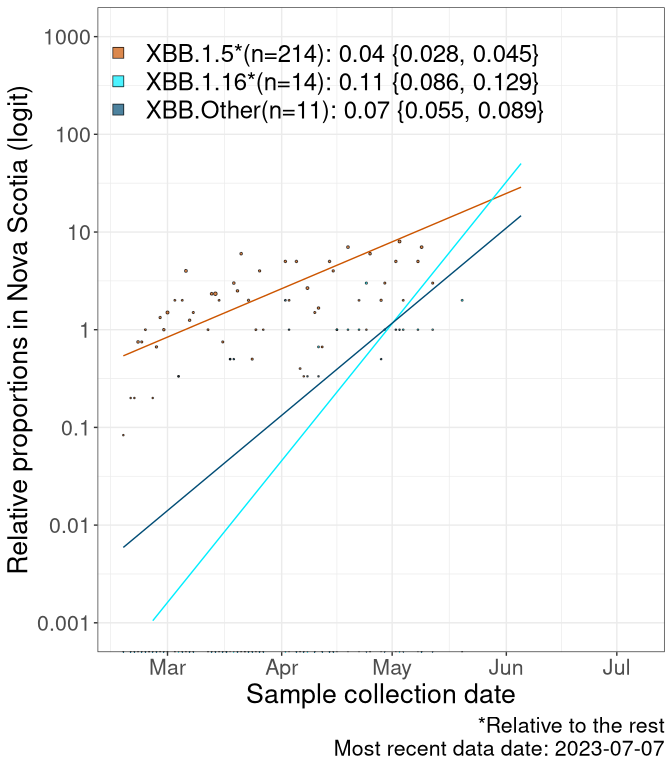 XBB.1.5*(n=214): 0.04 {0.028, 0.045}
XBB.1.16*(n=14): 0.11 {0.086, 0.129}
XBB.Other(n=11): 0.07 {0.055, 0.089}
Relative proportions in Nova Scotia (logit)
1000
100
10
1
0.1
0.01
0.001
Mar Apr May Jun Jul
Sample collection date
*Relative to the rest
Most recent data date: 2023-07-07